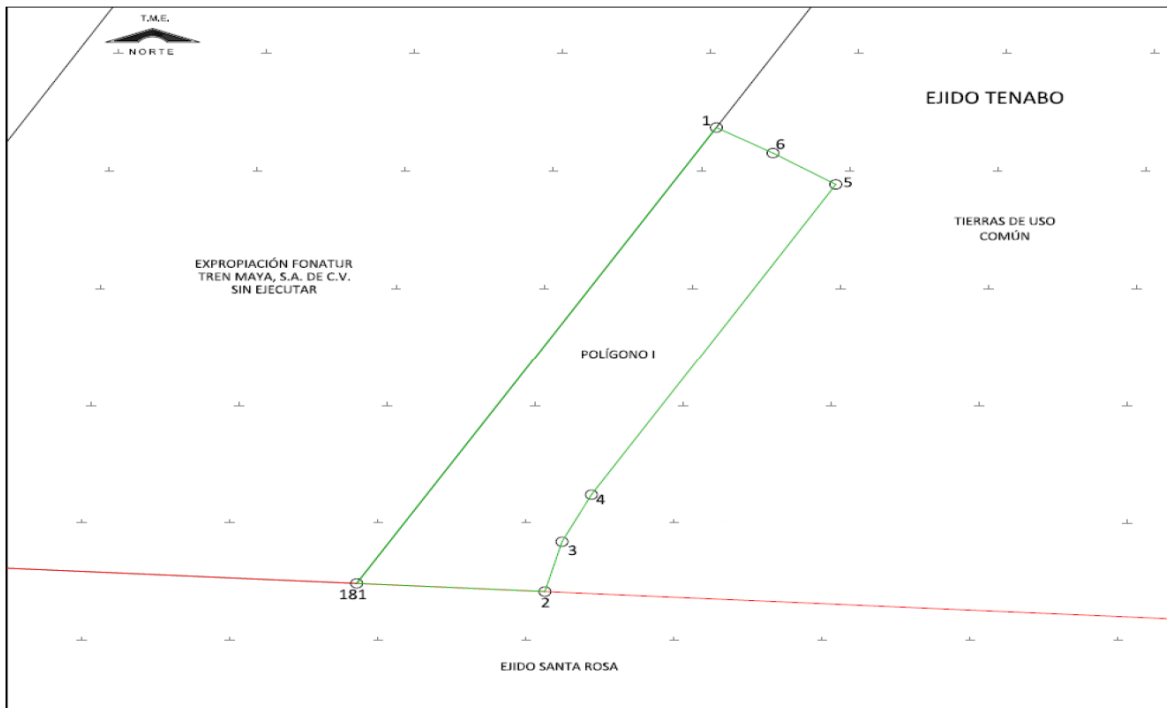 T.M.E.
NORTE
EJIDO TENABO
1
6
5
TIERRAS DE USO
COMÚN
EXPROPIACIÓN FONATUR
TREN MAYA, S.A. DE C.V.
SIN EJECUTAR
POLÍGONO I
4
3
181
2
EJIDO SANTA ROSA